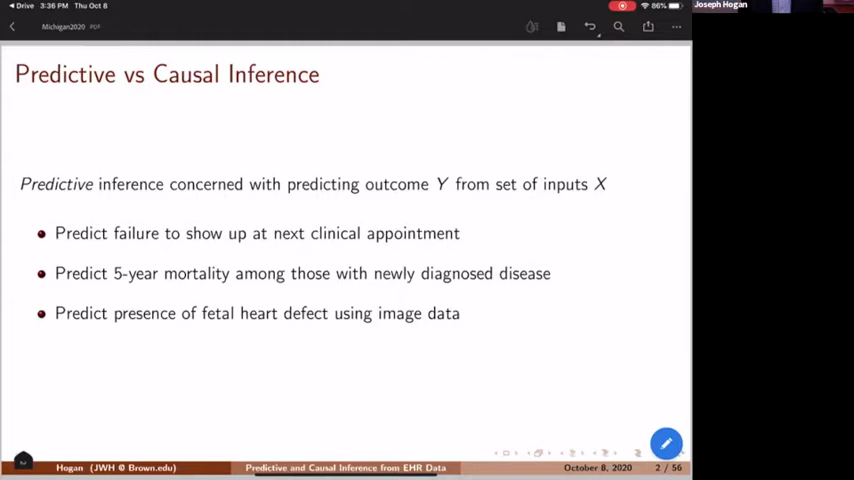 Drive 3:36 PM Thu Oct 8 86%
Joseph Hogan
Michigan2020 PDF
Predictive vs Causal Inference
Predictive inference concerned with predicting outcome Y from set of inputs X
Predict failure to show up at next clinical appointment
Predict 5-year mortality among those with newly diagnosed disease
Predict presence of fetal heart defect using image data
Hogan (JWH @ Brown.edu) Predictive and Causal Inference from EHR Data October 8, 2020 2 / 56